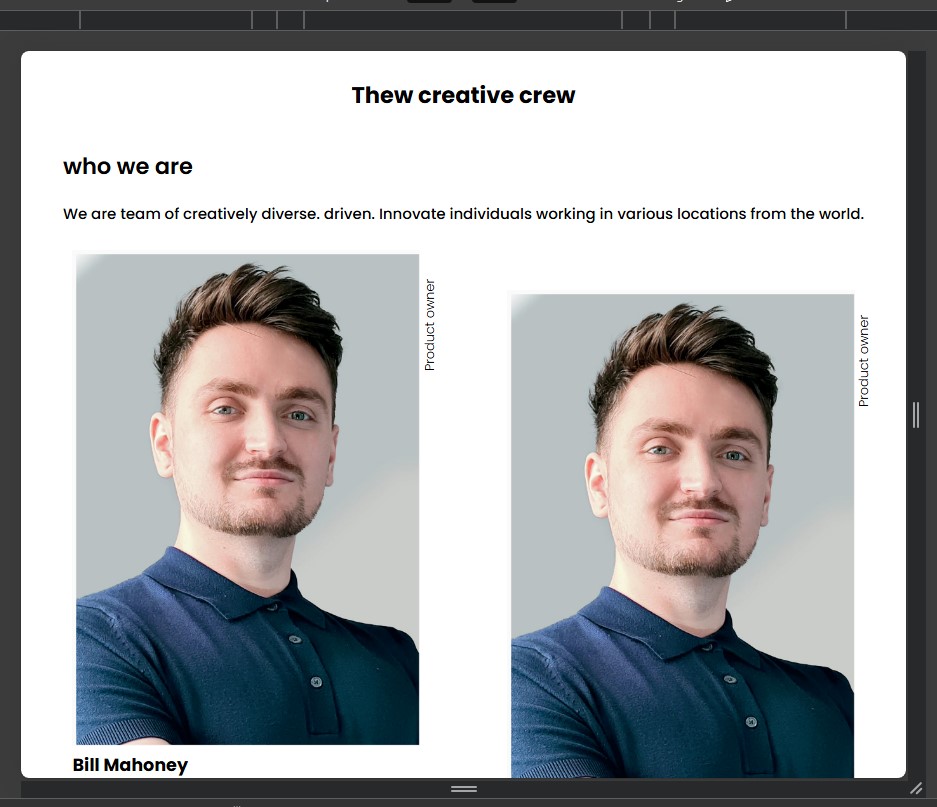 Thew creative crew
who we are
We are team of creatively diverse. driven. Innovate individuals working in various locations from the world.
Product owner
Product owner
Bill Mahoney